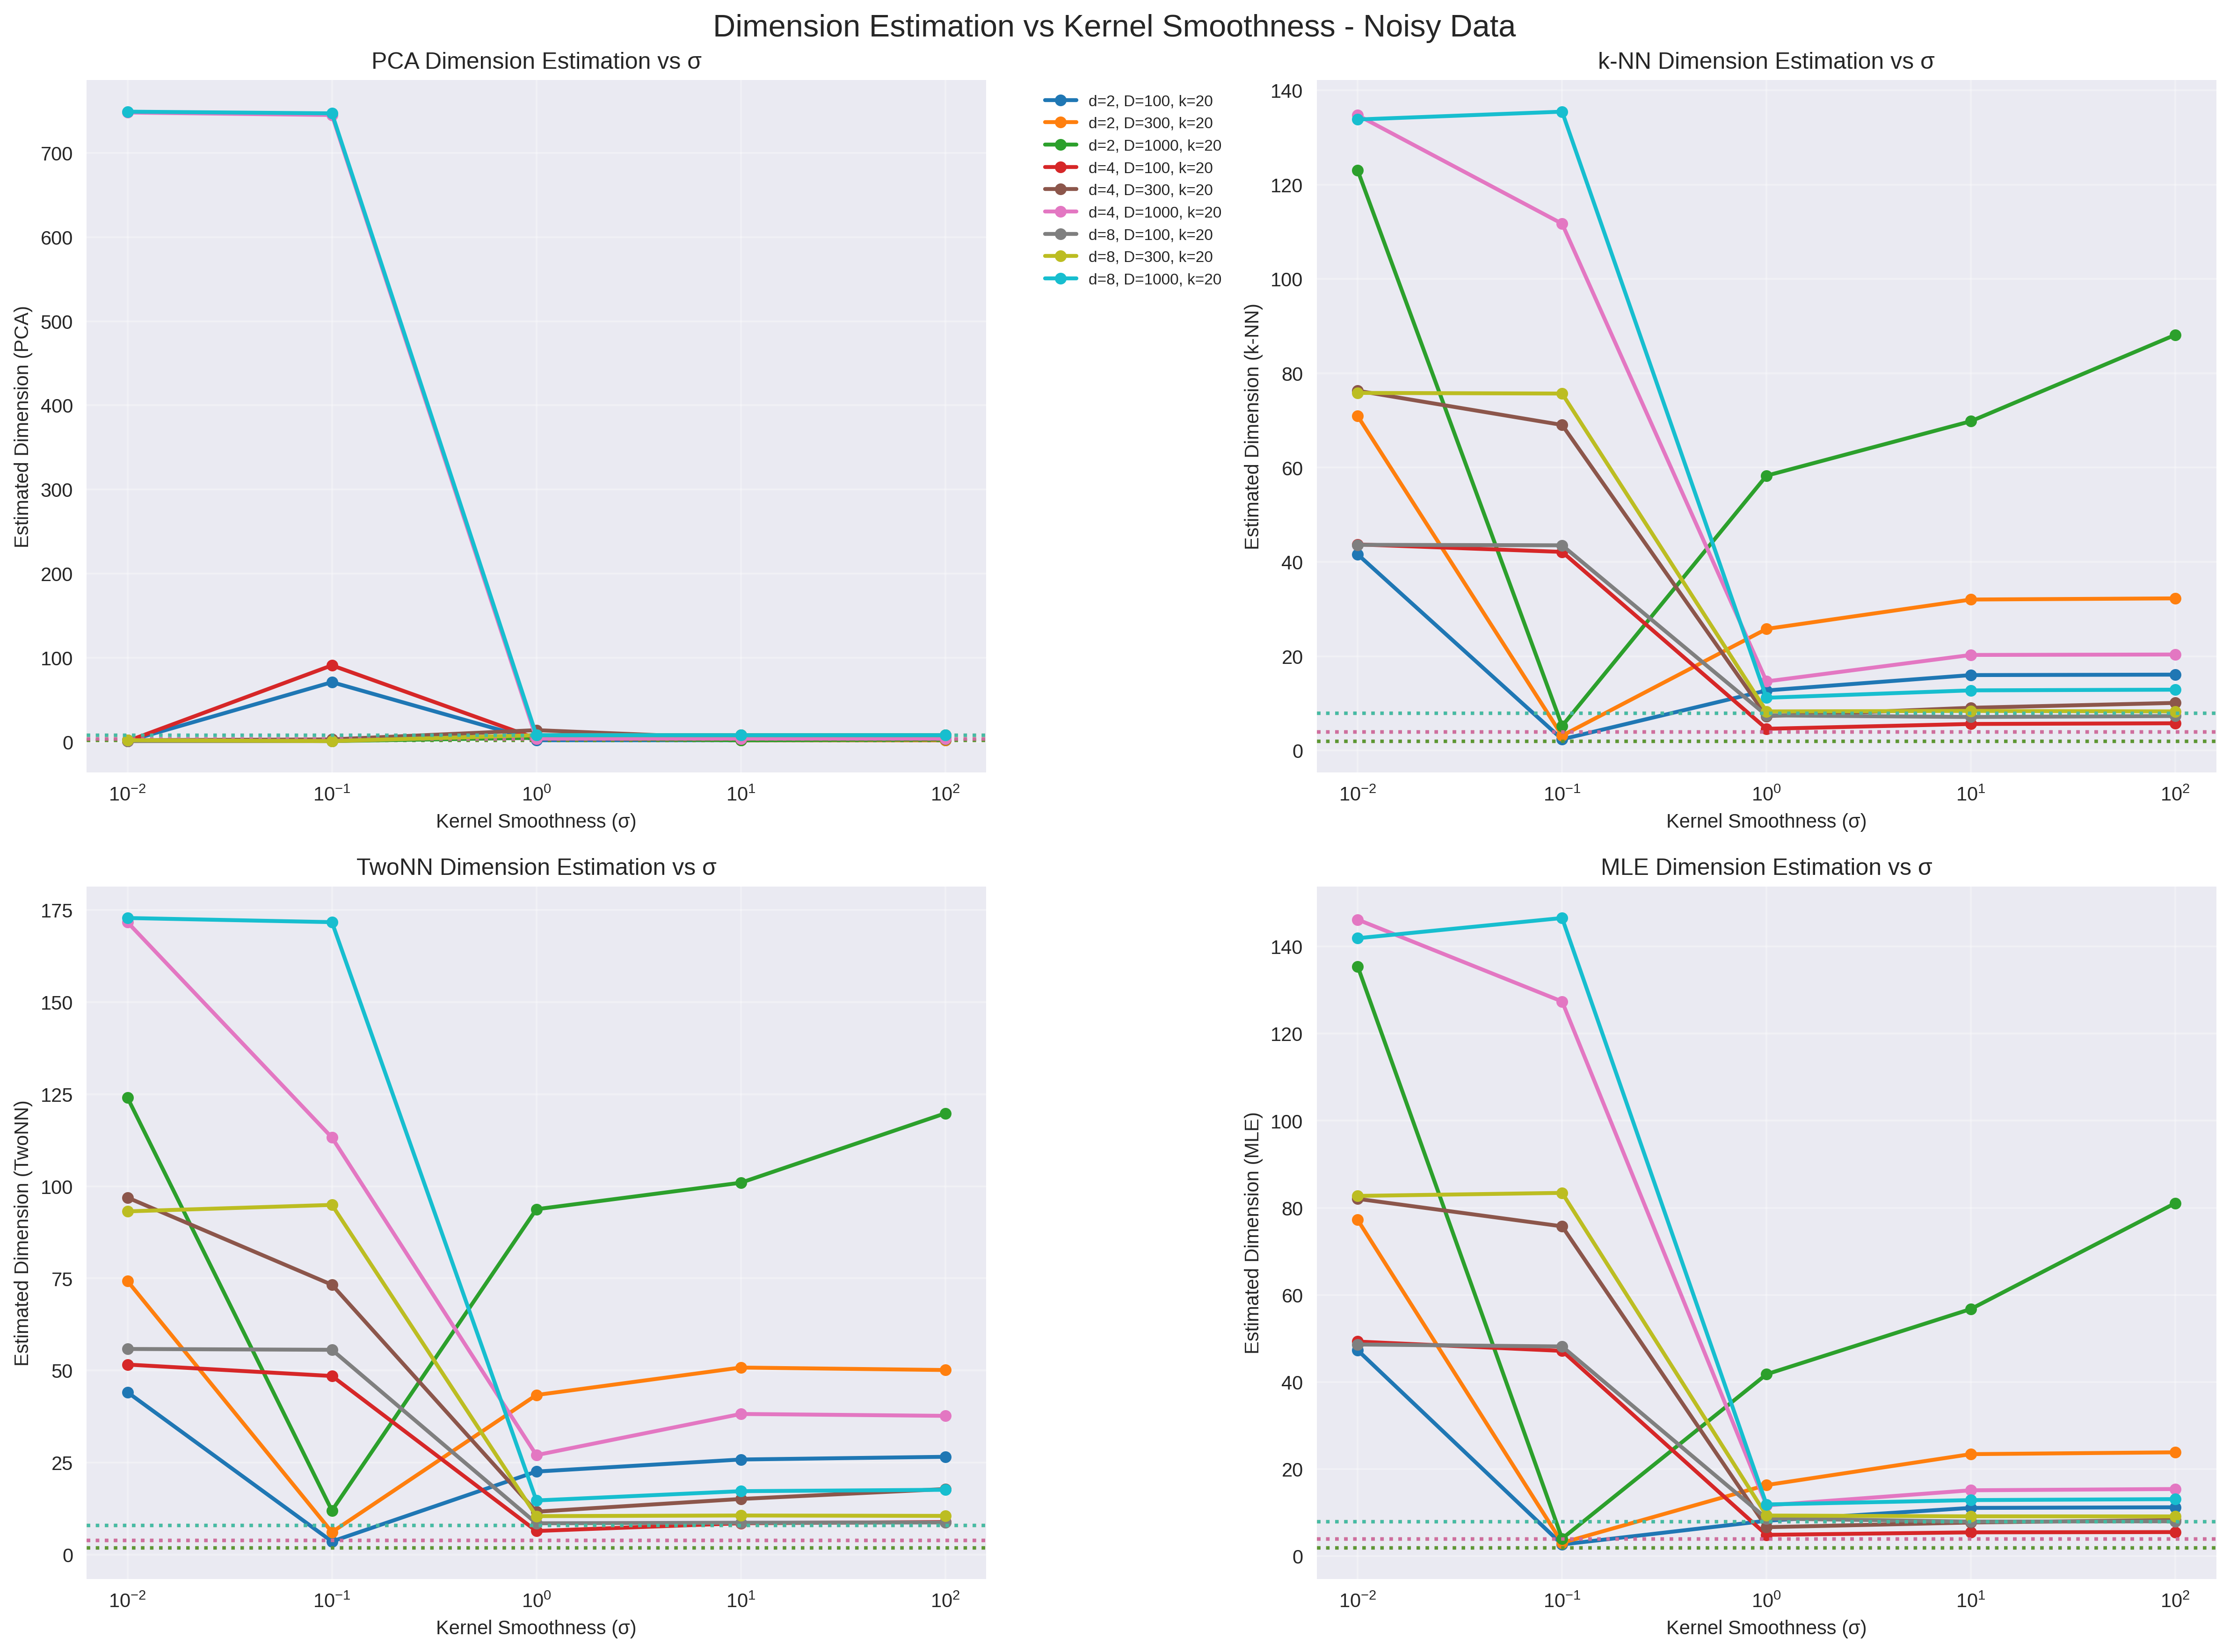 Dimension Estimation vs Kernel Smoothness - Noisy Data
PCA Dimension Estimation vs σ
Estimated Dimension (PCA)
700
600
500
400
300
200
100
0
10⁻²
10⁻¹
10⁰
10¹
10²
Kernel Smoothness (σ)
d=2, D=100, k=20
d=2, D=300, k=20
d=2, D=1000, k=20
d=4, D=100, k=20
d=4, D=300, k=20
d=4, D=1000, k=20
d=8, D=100, k=20
d=8, D=300, k=20
d=8, D=1000, k=20
k-NN Dimension Estimation vs σ
Estimated Dimension (k-NN)
140
120
100
80
60
40
20
0
10⁻²
10⁻¹
10⁰
10¹
10²
Kernel Smoothness (σ)
TwoNN Dimension Estimation vs σ
Estimated Dimension (TwoNN)
175
150
125
100
75
50
25
0
10⁻²
10⁻¹
10⁰
10¹
10²
Kernel Smoothness (σ)
MLE Dimension Estimation vs σ
Estimated Dimension (MLE)
140
120
100
80
60
40
20
0
10⁻²
10⁻¹
10⁰
10¹
10²
Kernel Smoothness (σ)